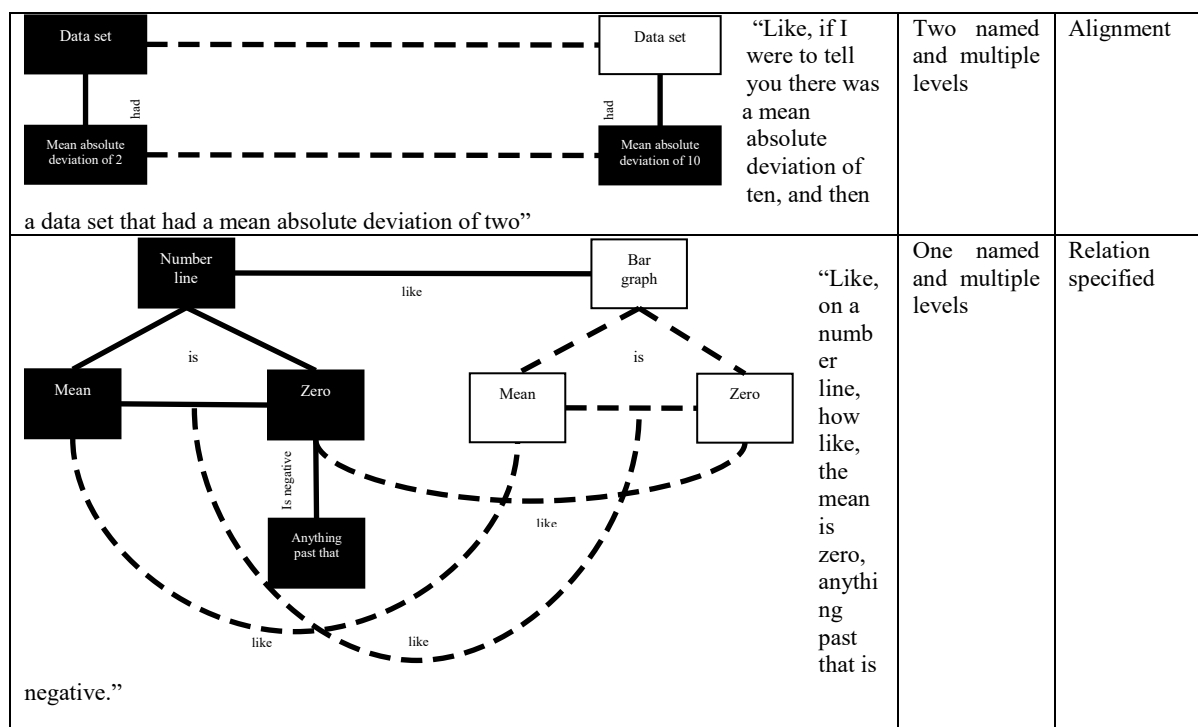 Data set
Data set
had
had
Mean absolute
deviation of 2
Mean absolute
deviation of 10
“Like, if I
were to tell
you there was
a mean
absolute
deviation of
ten, and then
a data set that had a mean absolute deviation of two”
Two named
and multiple
levels
Alignment
Number
line
like
Bar
graph
is
is
Mean
Zero
Mean
Zero
Is negative
Anything
past that
like
like
like
“Like,
on a
numb
er
line,
how
like,
the
mean
is
zero,
anythi
ng
past
that is
negative.”
One named
and multiple
levels
Relation
specified